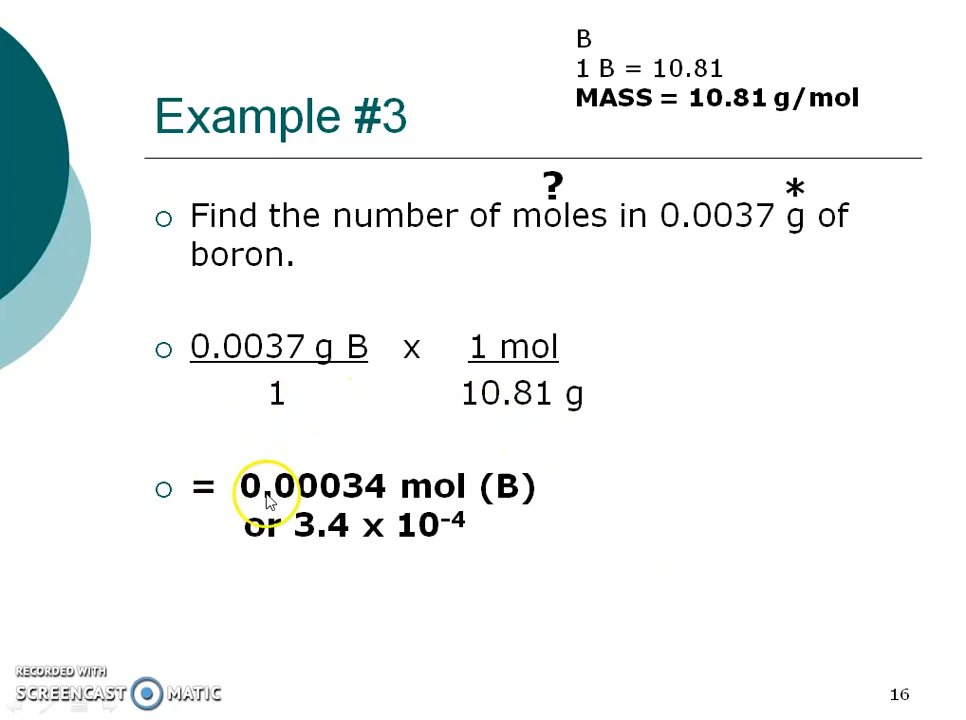 B
1 B = 10.81
MASS = 10.81 g/mol
Example #3
? *
Find the number of moles in 0.0037 g of
boron.
0.0037 g B x 1 mol
1 10.81 g
= 0.00034 mol (B)
or 3.4 x 10⁻⁴
RECORDED WITH
SCREENCAST MATIC
16